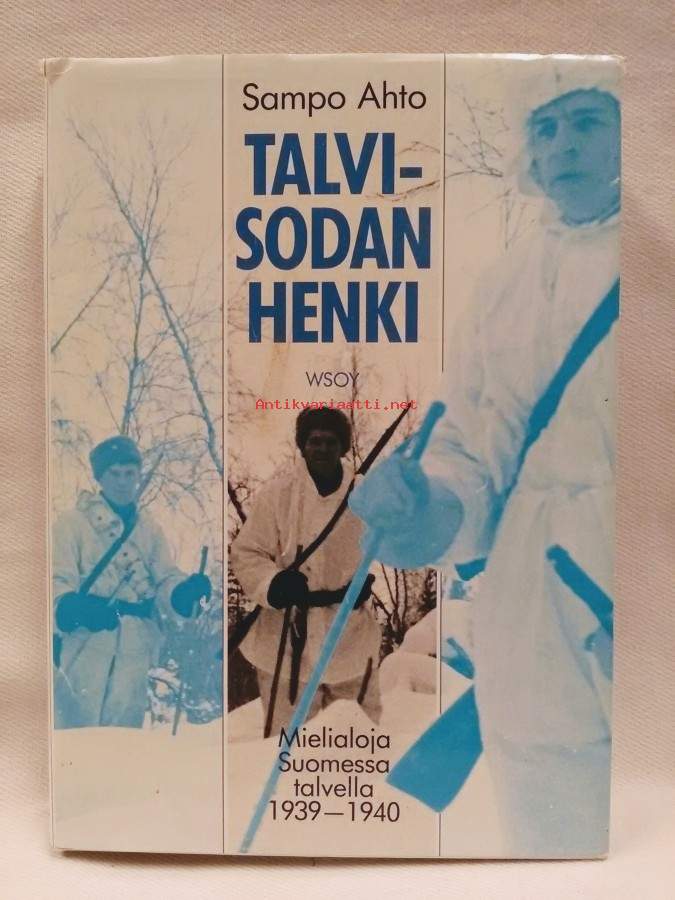 Sampo Ahto
TALVI-
SODAN
HENKI
WSOY
Antikvariaatti.net
Mielialoja
Suomessa
talvella
1939—1940